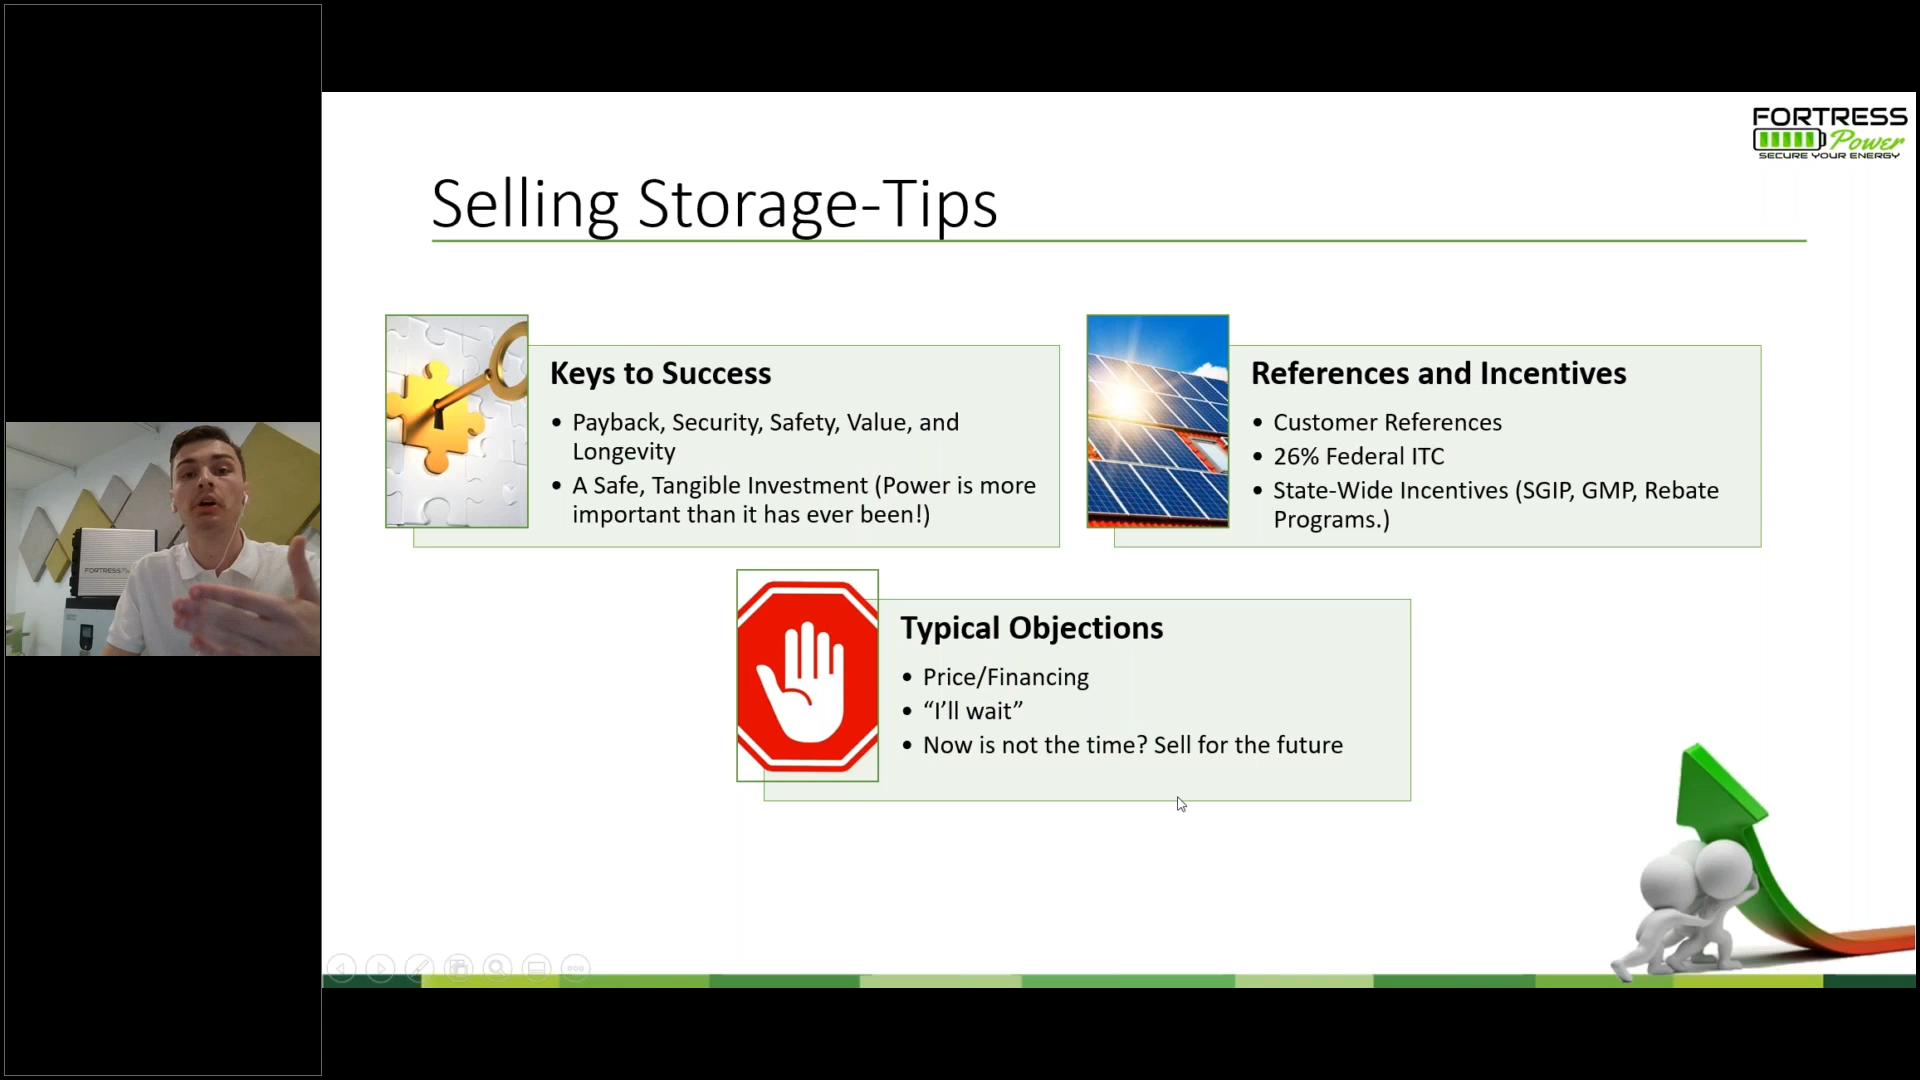 FORTRESS
Power
SECURE YOUR ENERGY
Selling Storage-Tips
Keys to Success
• Payback, Security, Safety, Value, and
Longevity
• A Safe, Tangible Investment (Power is more
important than it has ever been!)
References and Incentives
• Customer References
• 26% Federal ITC
• State-Wide Incentives (SGIP, GMP, Rebate
Programs.)
Typical Objections
• Price/Financing
• “I’ll wait”
• Now is not the time? Sell for the future
FORTRESS